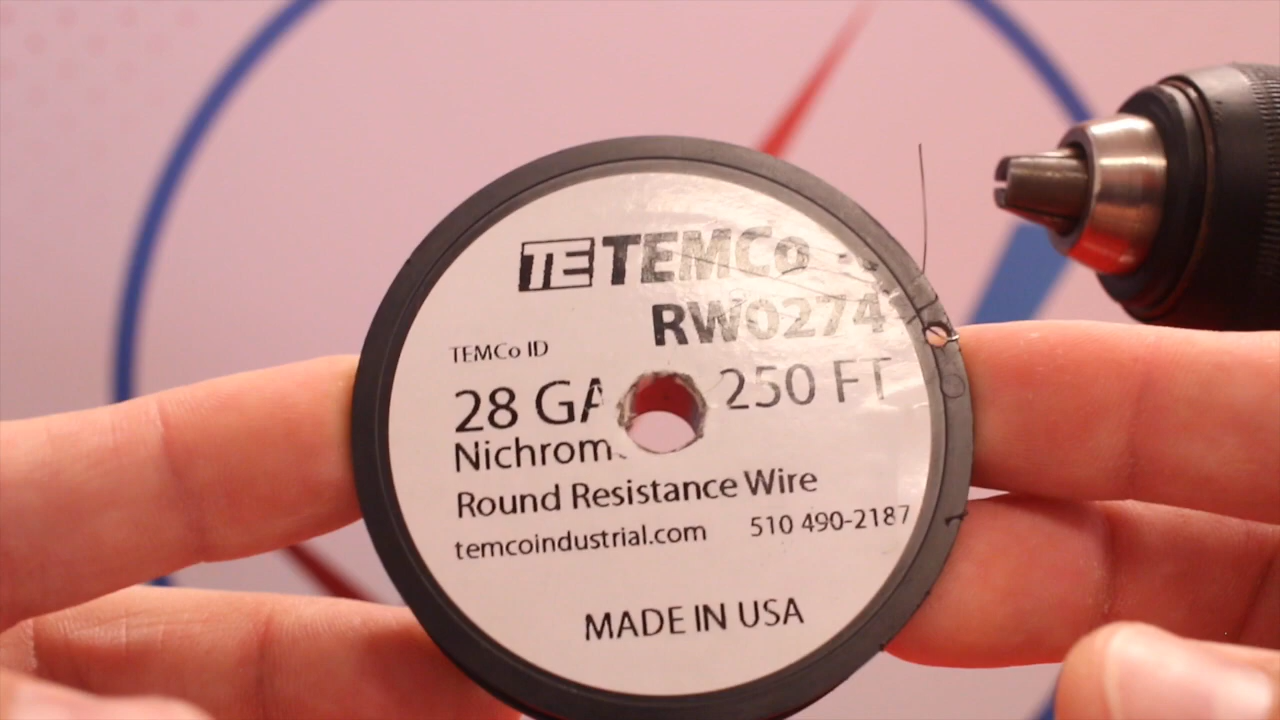 TE TEMCo
RW0274
TEMCo ID
28 GA 250 FT
Nichrom
Round Resistance Wire
temcoindustrial.com 510 490-2187
MADE IN USA